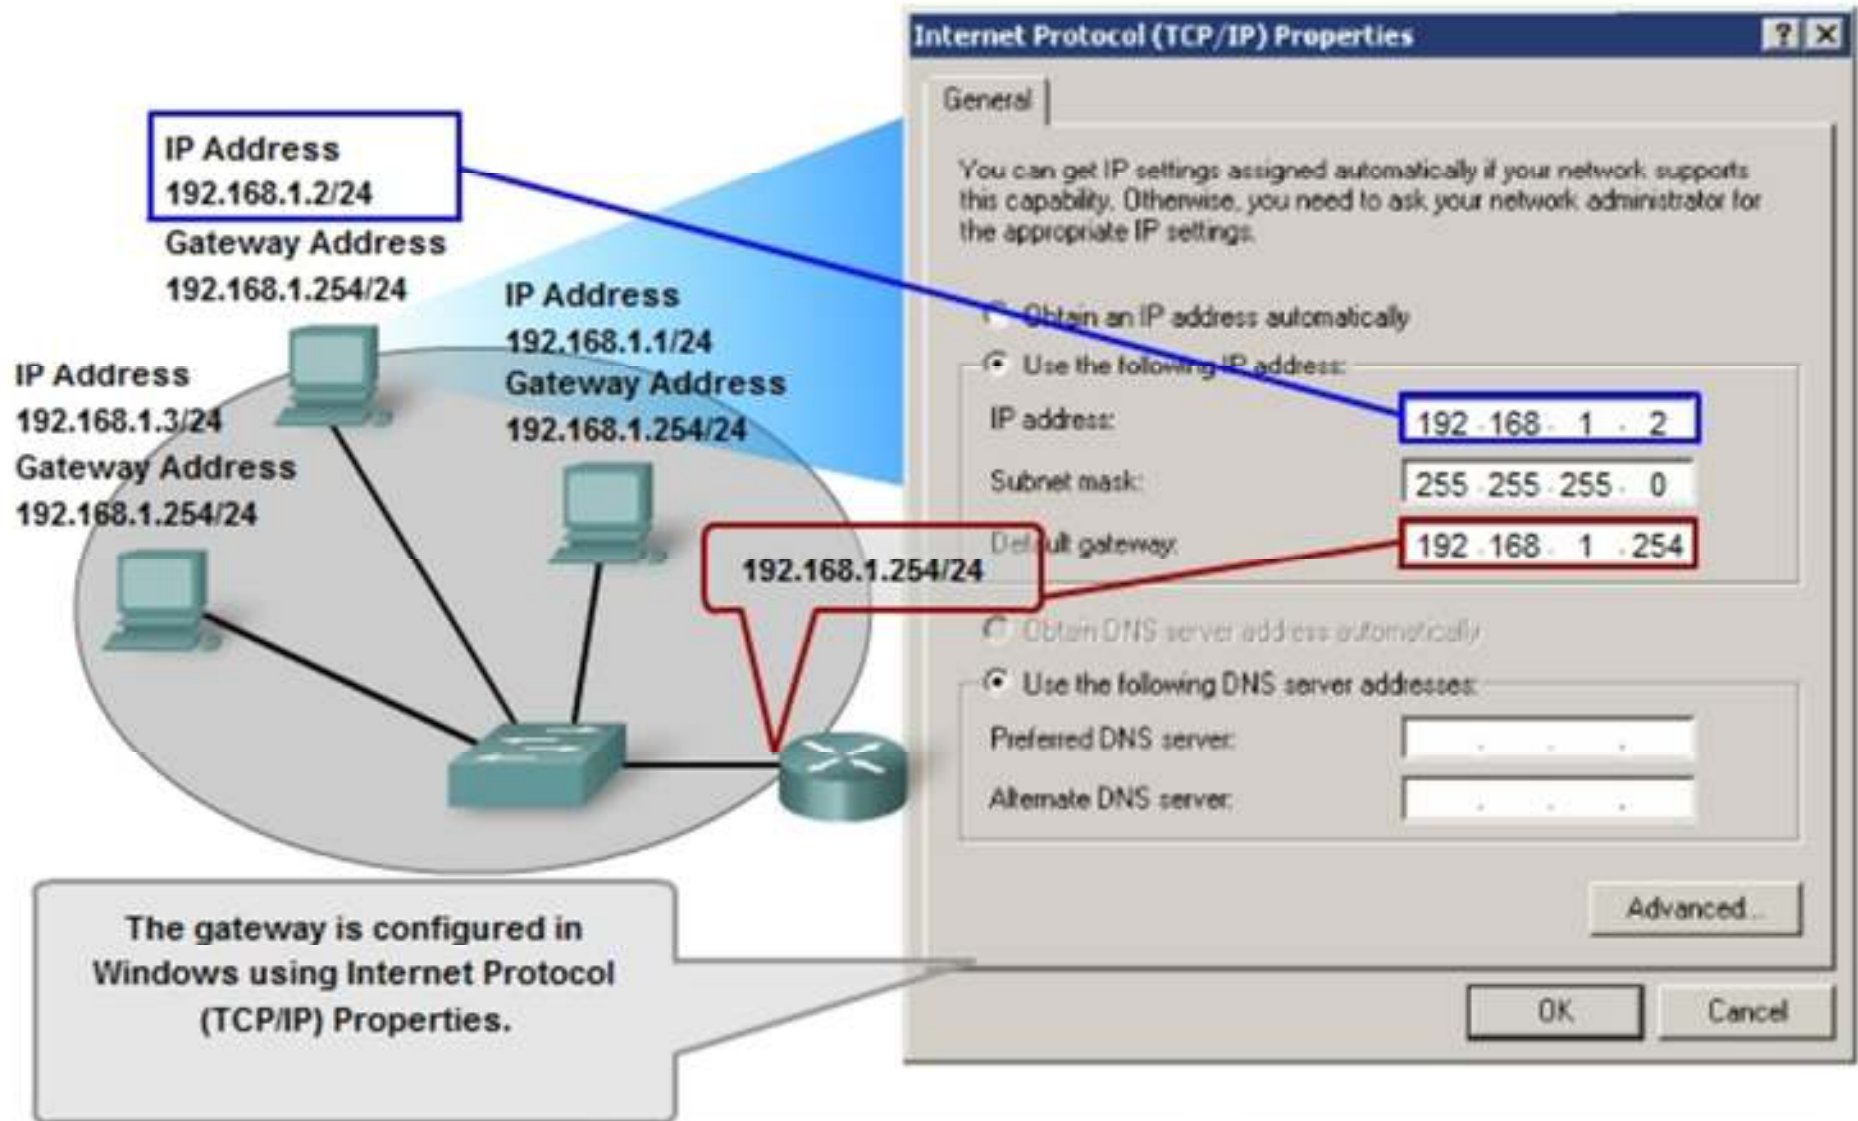 IP Address
192.168.1.2/24
Gateway Address
192.168.1.254/24
IP Address
192.168.1.1/24
Gateway Address
192.168.1.254/24
IP Address
192.168.1.3/24
Gateway Address
192.168.1.254/24
192.168.1.254/24
The gateway is configured in
Windows using Internet Protocol
(TCP/IP) Properties.
Internet Protocol (TCP/IP) Properties
General
You can get IP settings assigned automatically if your network supports
this capability. Otherwise, you need to ask your network administrator for
the appropriate IP settings.
Obtain an IP address automatically
Use the following IP address:
IP address: 192 . 168 . 1 . 2
Subnet mask: 255 . 255 . 255 . 0
Default gateway: 192 . 168 . 1 . 254
Obtain DNS server address automatically
Use the following DNS server addresses:
Preferred DNS server: . . .
Alternate DNS server: . . .
Advanced...
OK Cancel